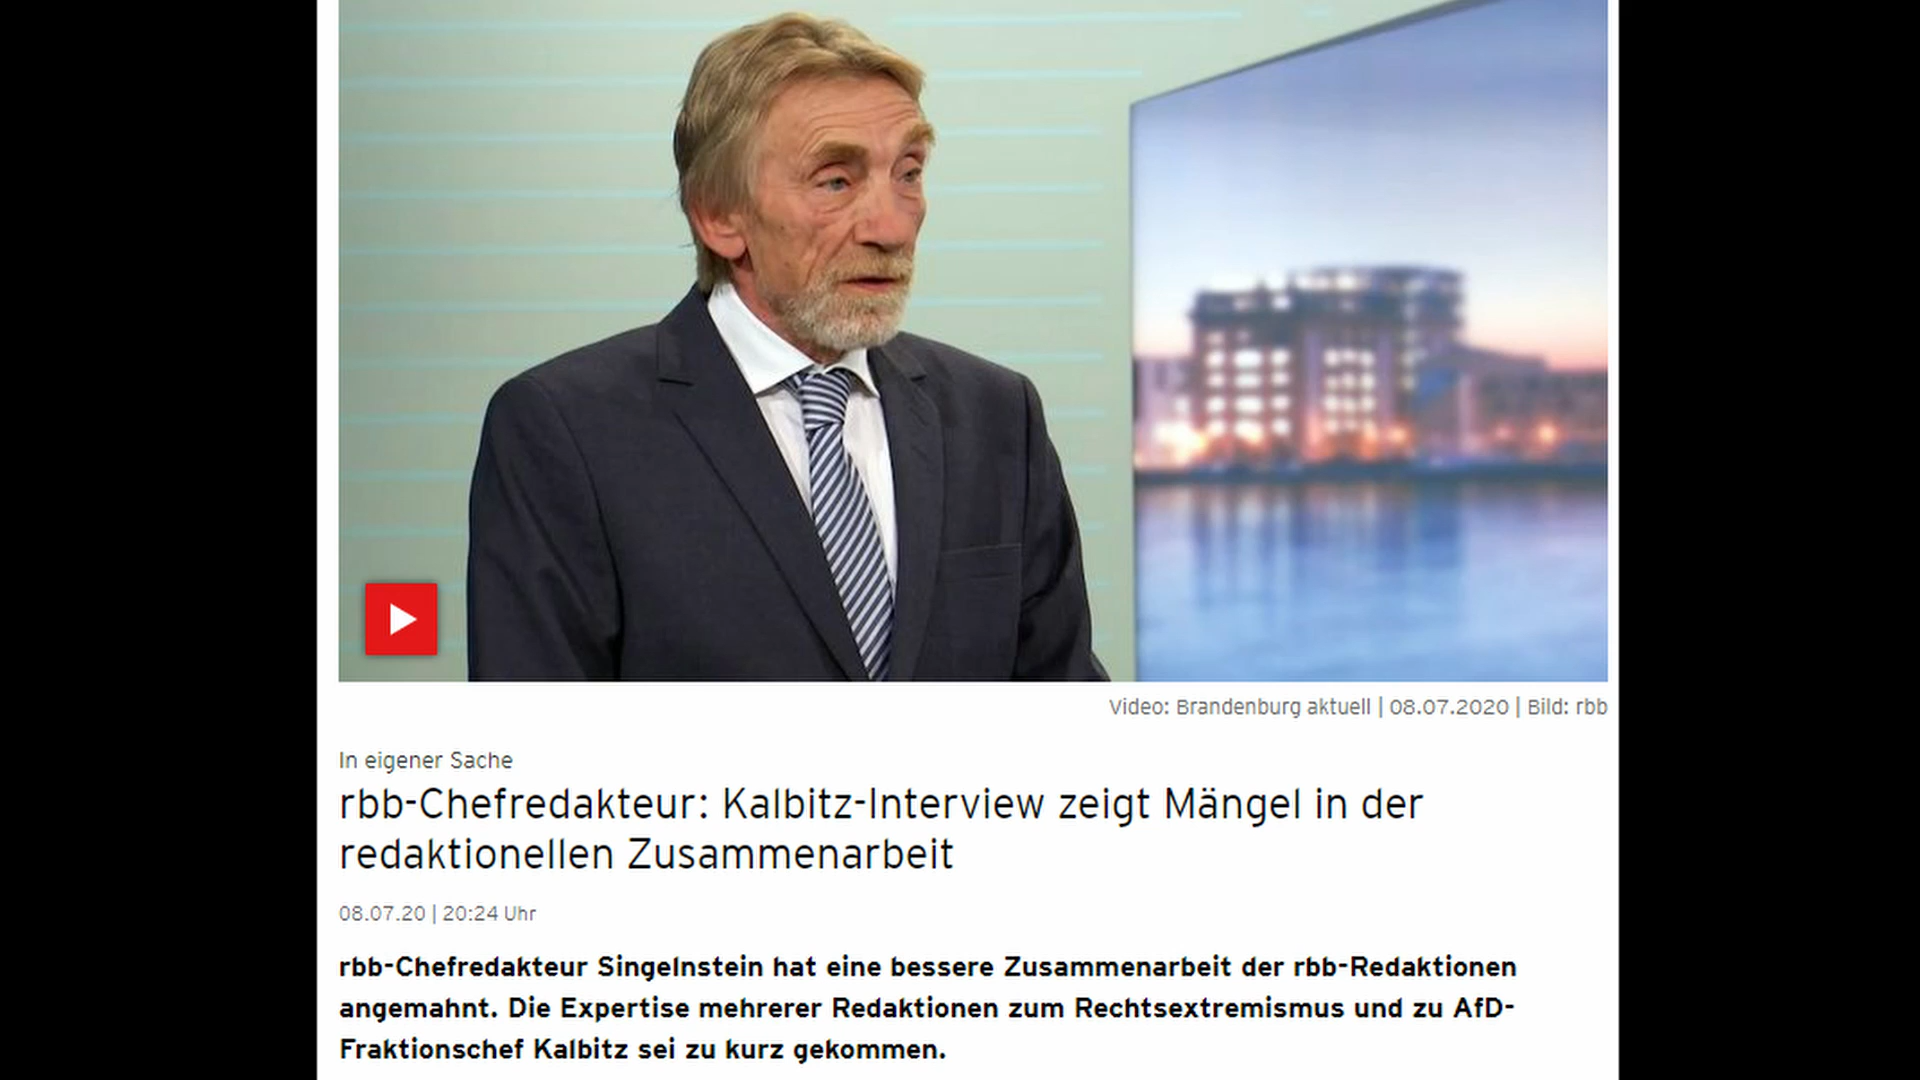 Video: Brandenburg aktuell | 08.07.2020 | Bild: rbb
In eigener Sache
rbb-Chefredakteur: Kalbitz-Interview zeigt Mängel in der
redaktionellen Zusammenarbeit
08.07.20 | 20:24 Uhr
rbb-Chefredakteur Singelnstein hat eine bessere Zusammenarbeit der rbb-Redaktionen
angemahnt. Die Expertise mehrerer Redaktionen zum Rechtsextremismus und zu AfD-
Fraktionschef Kalbitz sei zu kurz gekommen.